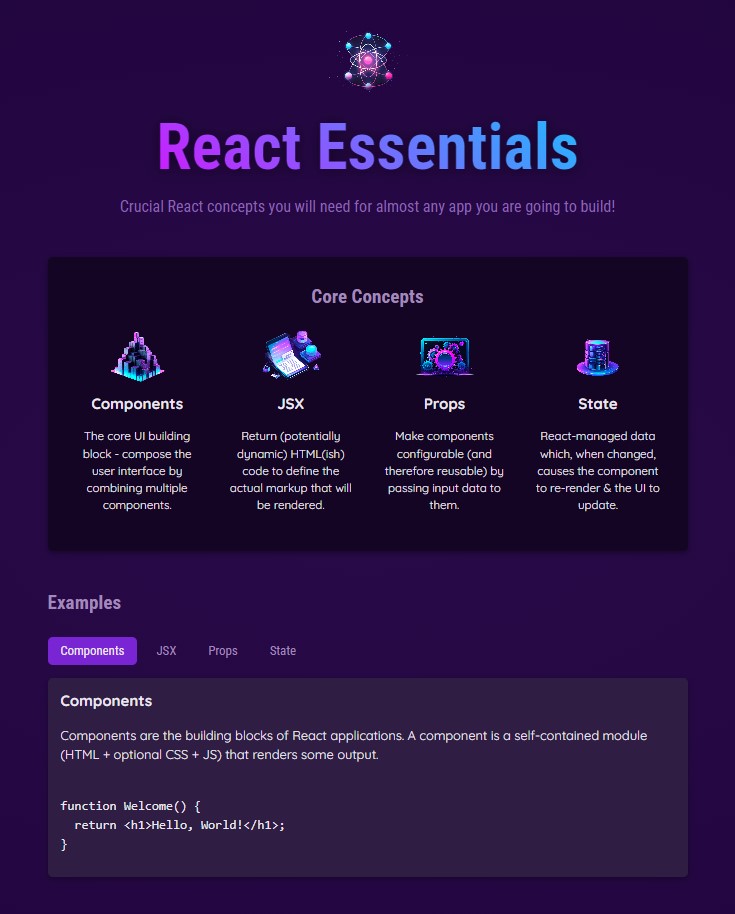 React Essentials
Crucial React concepts you will need for almost any app you are going to build!
Core Concepts
Components
The core UI building
block - compose the
user interface by
combining multiple
components.
JSX
Return (potentially
dynamic) HTML(ish)
code to define the
actual markup that will
be rendered.
Props
Make components
configurable (and
therefore reusable) by
passing input data to
them.
State
React-managed data
which, when changed,
causes the component
to re-render & the UI to
update.
Examples
Components JSX Props State
Components
Components are the building blocks of React applications. A component is a self-contained module
(HTML + optional CSS + JS) that renders some output.
function Welcome() {
  return <h1>Hello, World!</h1>;
}